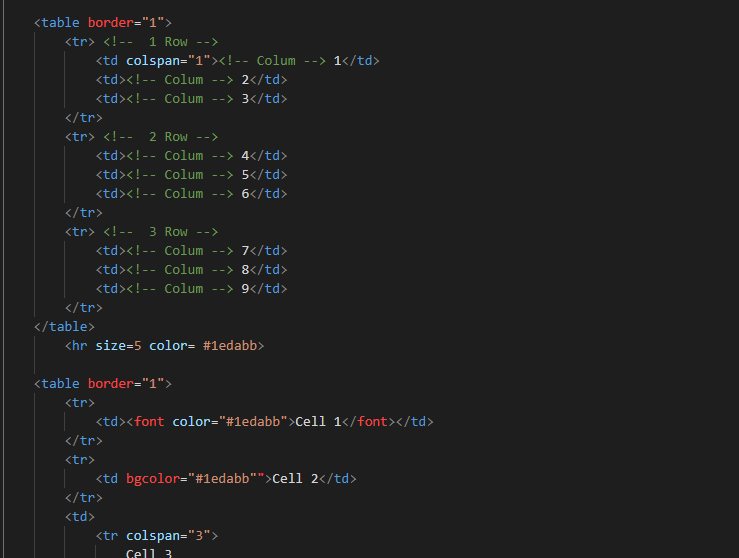 <table border="1">
<tr> <!--  1 Row -->
<td colspan="1"><!-- Colum --> 1</td>
<td><!-- Colum --> 2</td>
<td><!-- Colum --> 3</td>
</tr>
<tr> <!--  2 Row -->
<td><!-- Colum --> 4</td>
<td><!-- Colum --> 5</td>
<td><!-- Colum --> 6</td>
</tr>
<tr> <!--  3 Row -->
<td><!-- Colum --> 7</td>
<td><!-- Colum --> 8</td>
<td><!-- Colum --> 9</td>
</tr>
</table>
<hr size=5 color= #1edabb>
<table border="1">
<tr>
<td><font color="#1edabb">Cell 1</font></td>
</tr>
<tr>
<td bgcolor="#1edabb"">Cell 2</td>
</tr>
<td>
<tr colspan="3">
Cell 3